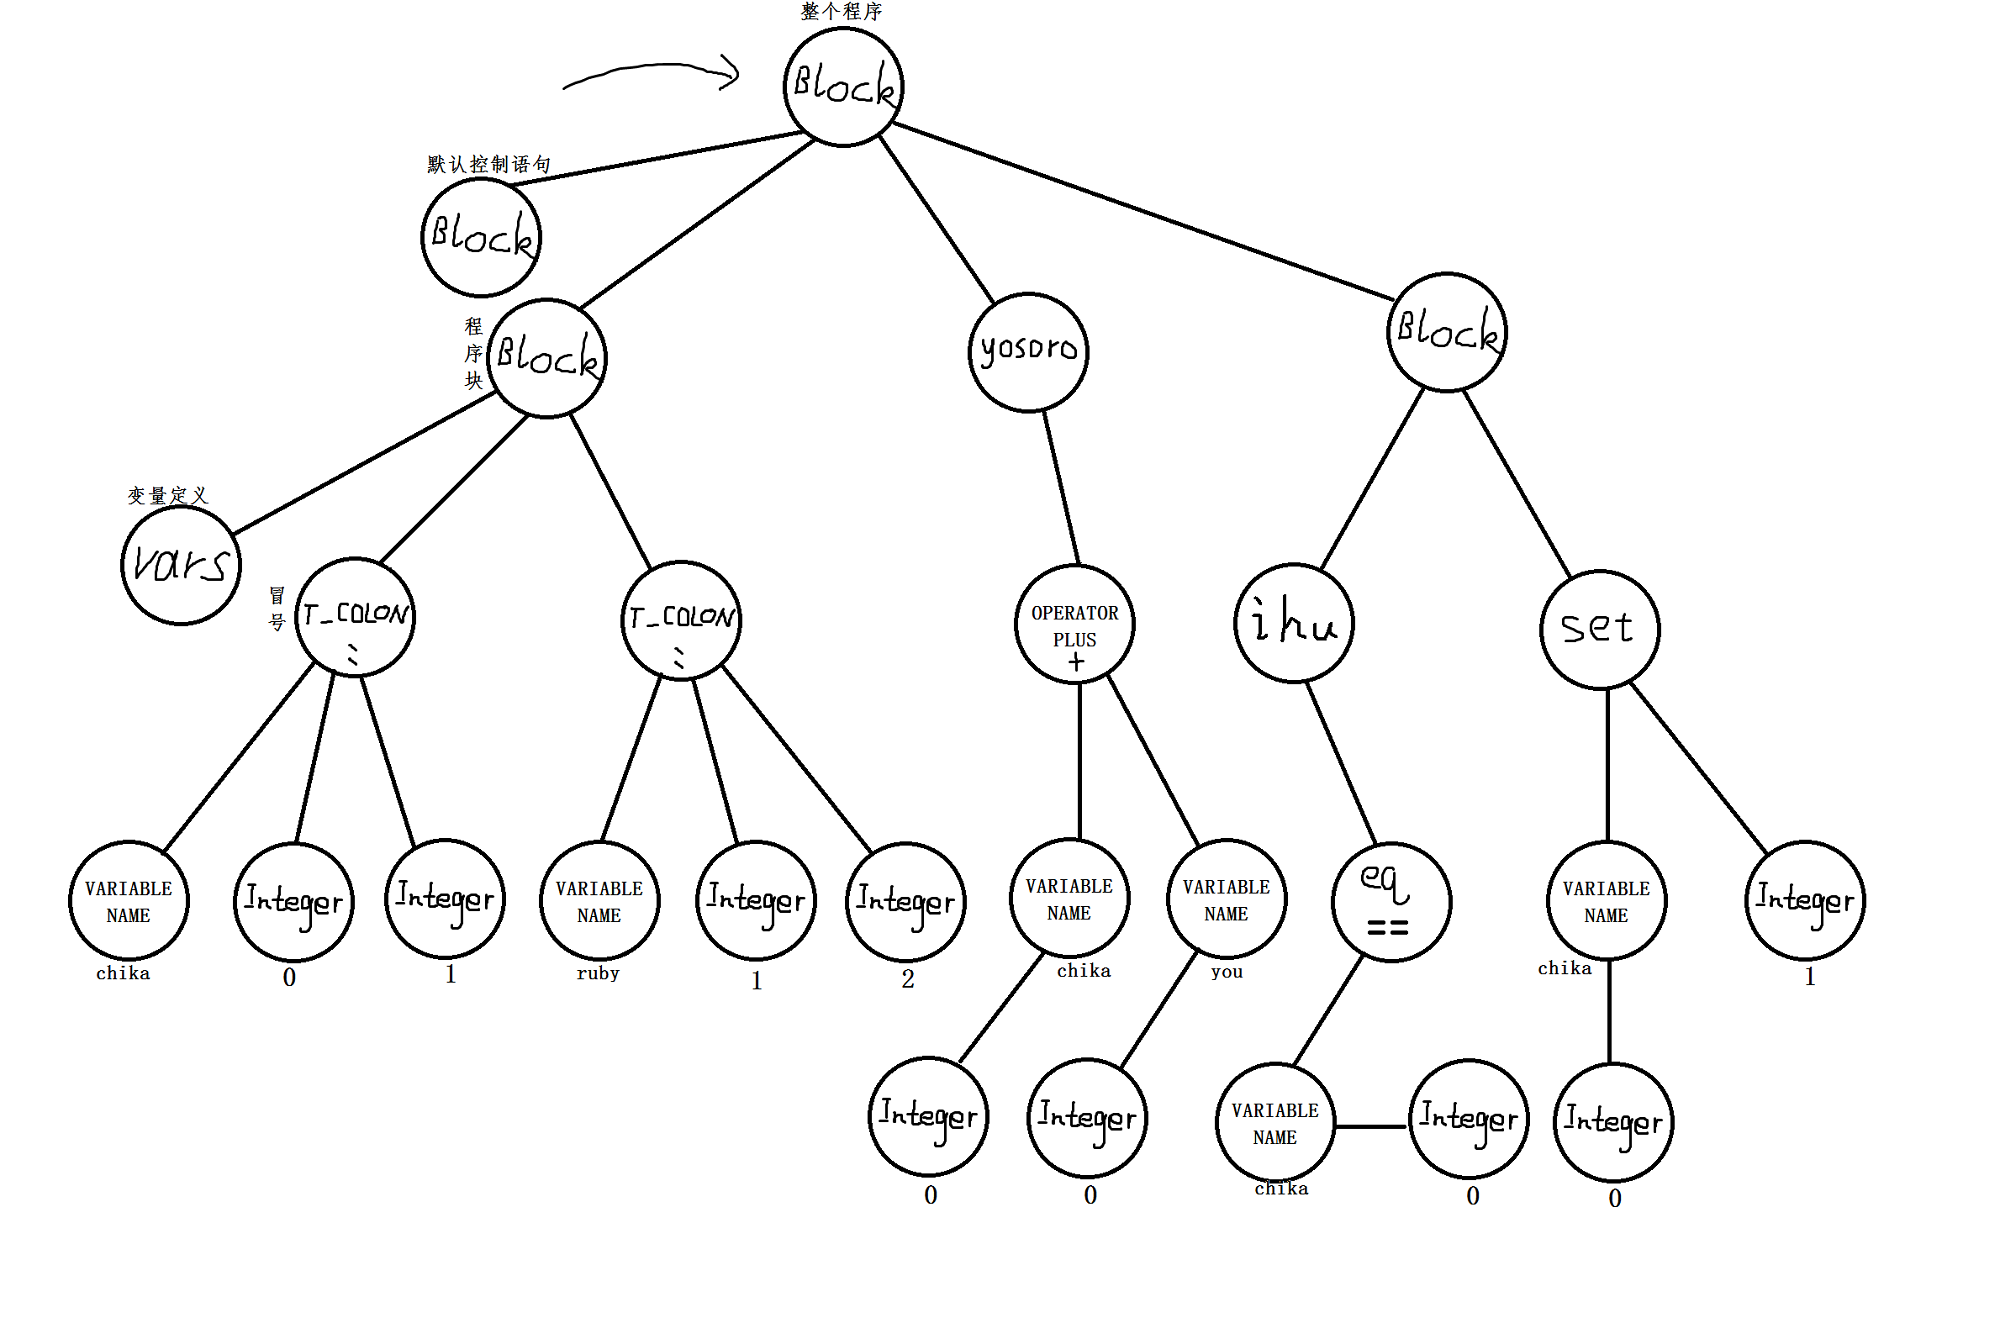 整个程序
Block
默认控制语句
Block
程序块
Block
yosoro
Block
变量定义
vars
冒号
T_COLON
:
T_COLON
:
OPERATOR
PLUS
+
ihu
set
VARIABLE
NAME
chika
Integer
0
Integer
1
VARIABLE
NAME
ruby
Integer
1
Integer
2
VARIABLE
NAME
chika
VARIABLE
NAME
you
eq
==
VARIABLE
NAME
chika
Integer
1
Integer
0
Integer
0
VARIABLE
NAME
chika
Integer
0
Integer
0